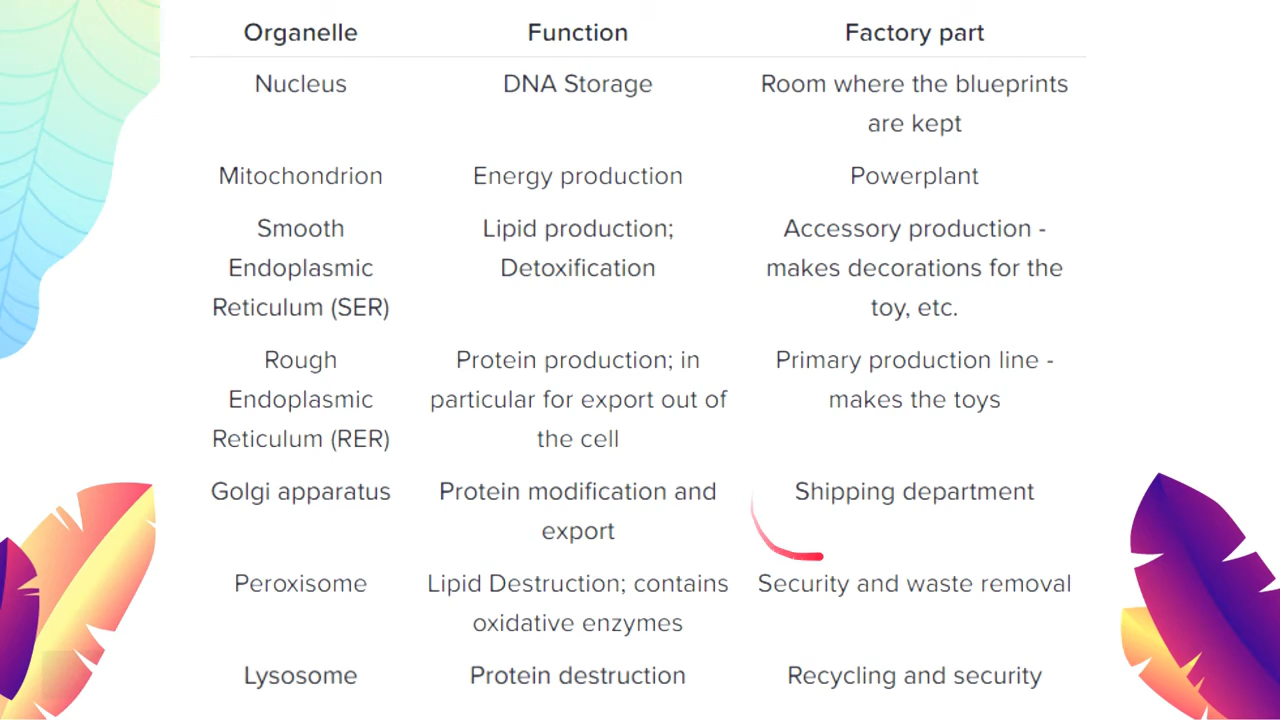 Organelle Function Factory part
Nucleus DNA Storage Room where the blueprints
are kept
Mitochondrion Energy production Powerplant
Smooth Lipid production; Accessory production -
Endoplasmic Detoxification makes decorations for the
Reticulum (SER) toy, etc.
Rough Protein production; in Primary production line -
Endoplasmic particular for export out of makes the toys
Reticulum (RER) the cell
Golgi apparatus Protein modification and Shipping department
export
Peroxisome Lipid Destruction; contains Security and waste removal
oxidative enzymes
Lysosome Protein destruction Recycling and security